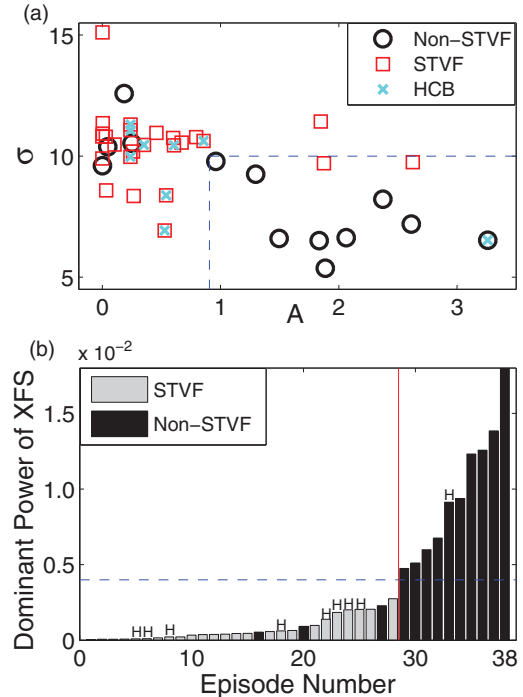 (a)
15
10
5
σ
Non−STVF
STVF
HCB
0 1 2 3
A
(b)
x 10⁻²
1.5
1.0
0.5
0
Dominant Power of XFS
STVF
Non−STVF
H H H H H H H H H
0 10 20 30 38
Episode Number